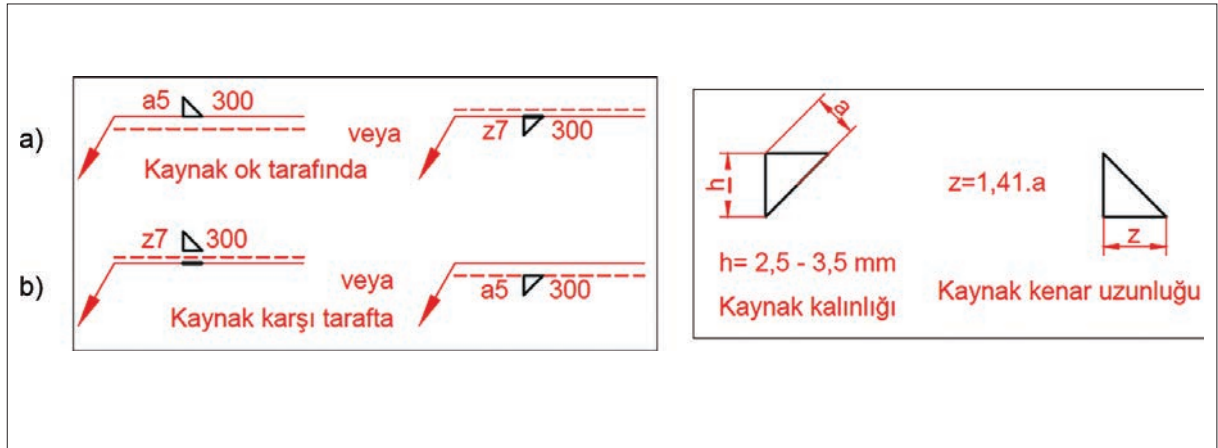 a)
a5 300
veya
z7 300
Kaynak ok tarafında
b)
z7 300
veya
a5 300
Kaynak karşı tarafta
a
h
z=1,41.a
z
h= 2,5 - 3,5 mm
Kaynak kalınlığı
Kaynak kenar uzunluğu